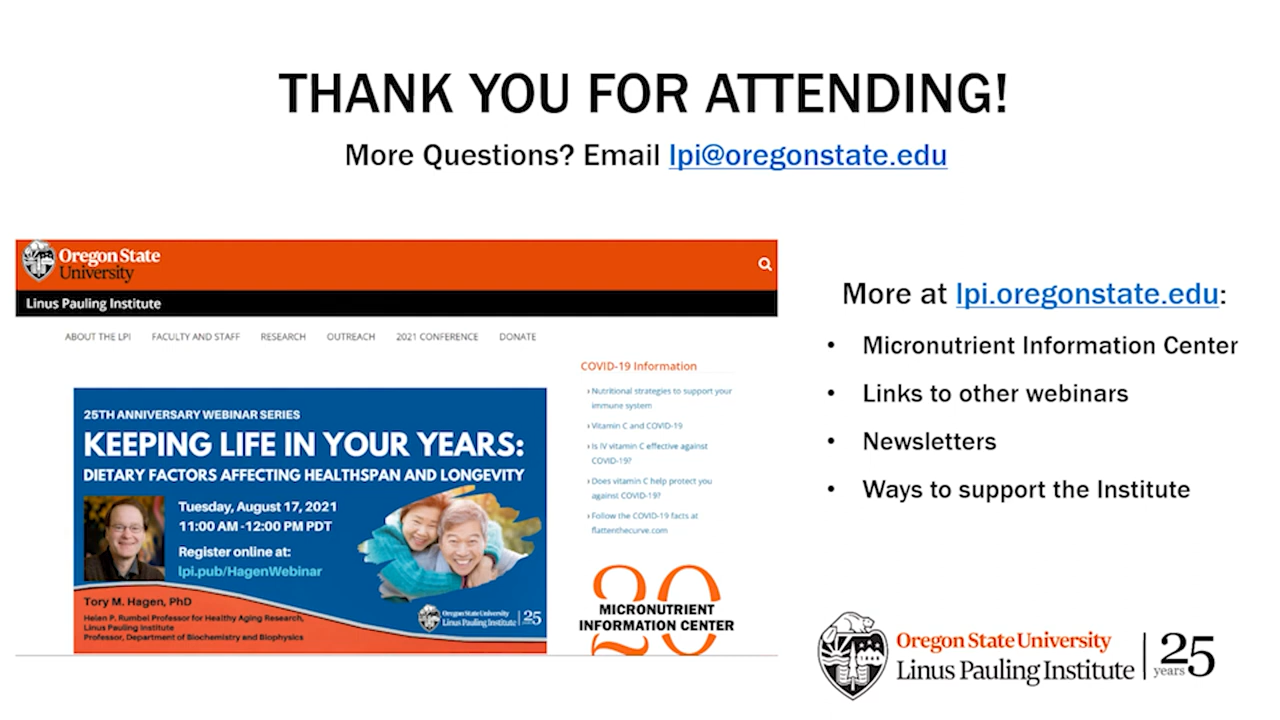 THANK YOU FOR ATTENDING!
More Questions? Email lpi@oregonstate.edu
Oregon State
University
Linus Pauling Institute
ABOUT THE LPI FACULTY AND STAFF RESEARCH OUTREACH 2021 CONFERENCE DONATE
25TH ANNIVERSARY WEBINAR SERIES
KEEPING LIFE IN YOUR YEARS:
DIETARY FACTORS AFFECTING HEALTHSPAN AND LONGEVITY
Tuesday, August 17, 2021
11:00 AM -12:00 PM PDT
Register online at:
lpi.pub/HagenWebinar
Tory M. Hagen, PhD
Helen P. Rumbel Professor for Healthy Aging Research,
Linus Pauling Institute
Professor, Department of Biochemistry and Biophysics
Oregon State University
Linus Pauling Institute
25
COVID-19 Information
› Nutritional strategies to support your
immune system
› Vitamin C and COVID-19
› Is IV vitamin C effective against
COVID-19?
› Does vitamin C help protect you
against COVID-19?
› Follow the COVID-19 facts at
flattenthecurve.com
20
MICRONUTRIENT
INFORMATION CENTER
More at lpi.oregonstate.edu:
• Micronutrient Information Center
• Links to other webinars
• Newsletters
• Ways to support the Institute
Oregon State University
Linus Pauling Institute
25
years